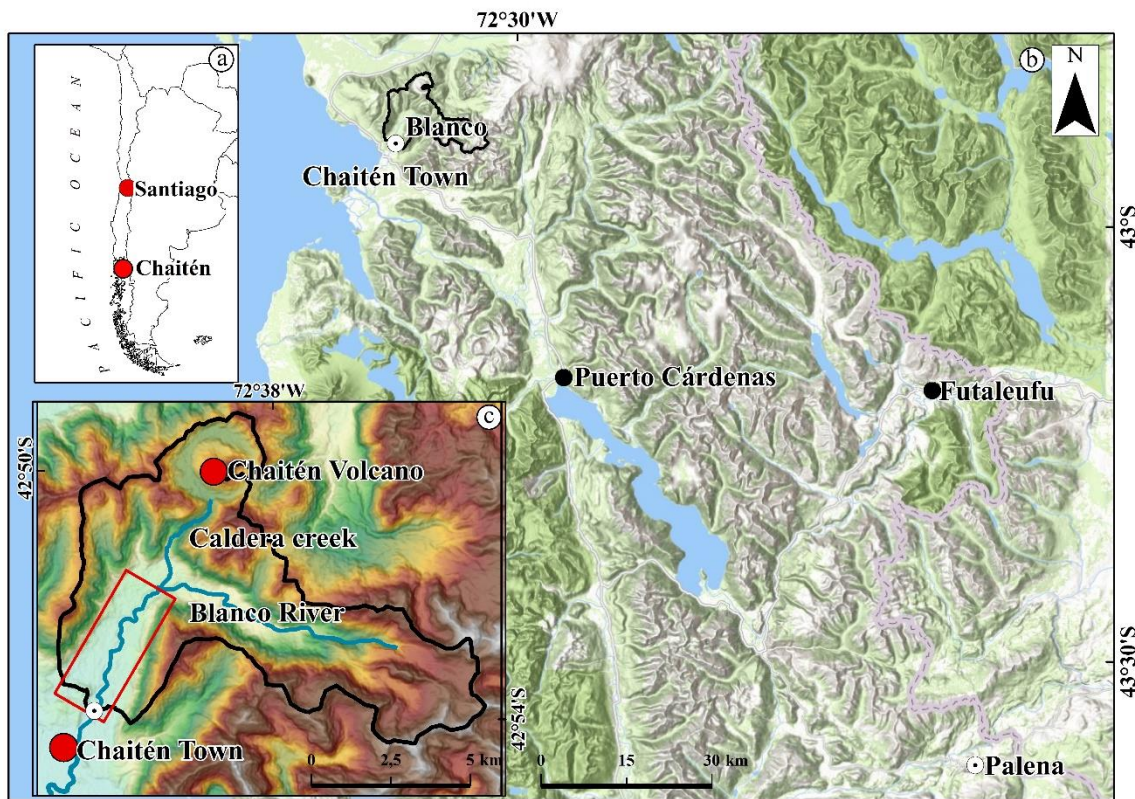 72°30'W
a
PACIFIC OCEAN
Santiago
Chaitén
b
N
Blanco
Chaitén Town
43°S
Puerto Cárdenas
Futaleufu
43°30'S
Palena
0 15 30 km
72°38'W
c
42°50'S
Chaitén Volcano
Caldera creek
Blanco River
42°54'S
Chaitén Town
0 2,5 5 km